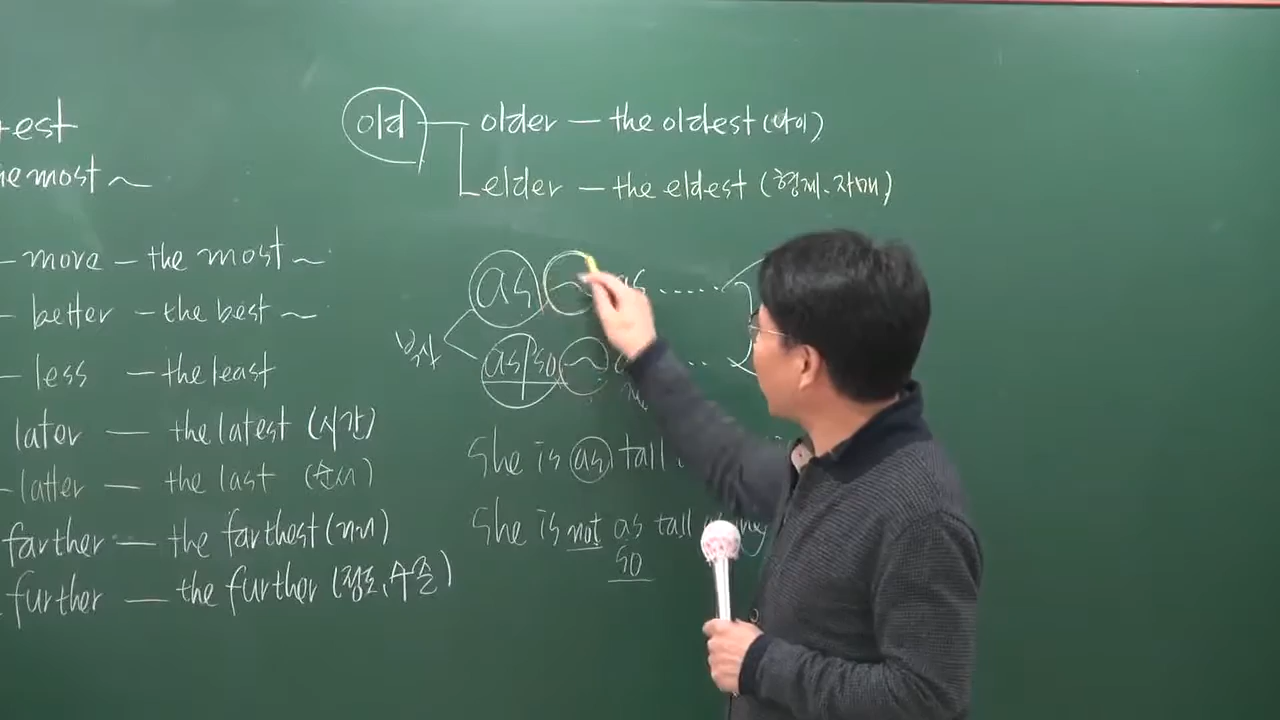 est
most ~
— more — the most ~
— better — the best ~
— less — the least
later — the latest (시간)
— latter — the last (순서)
farther — the farthest (거리)
further — the further (정도, 수준)
old — older — the oldest (나이)
elder — the eldest (형제, 자매)
as ~ as ......
부사
as/so ~
She is as tall
She is not as tall
so